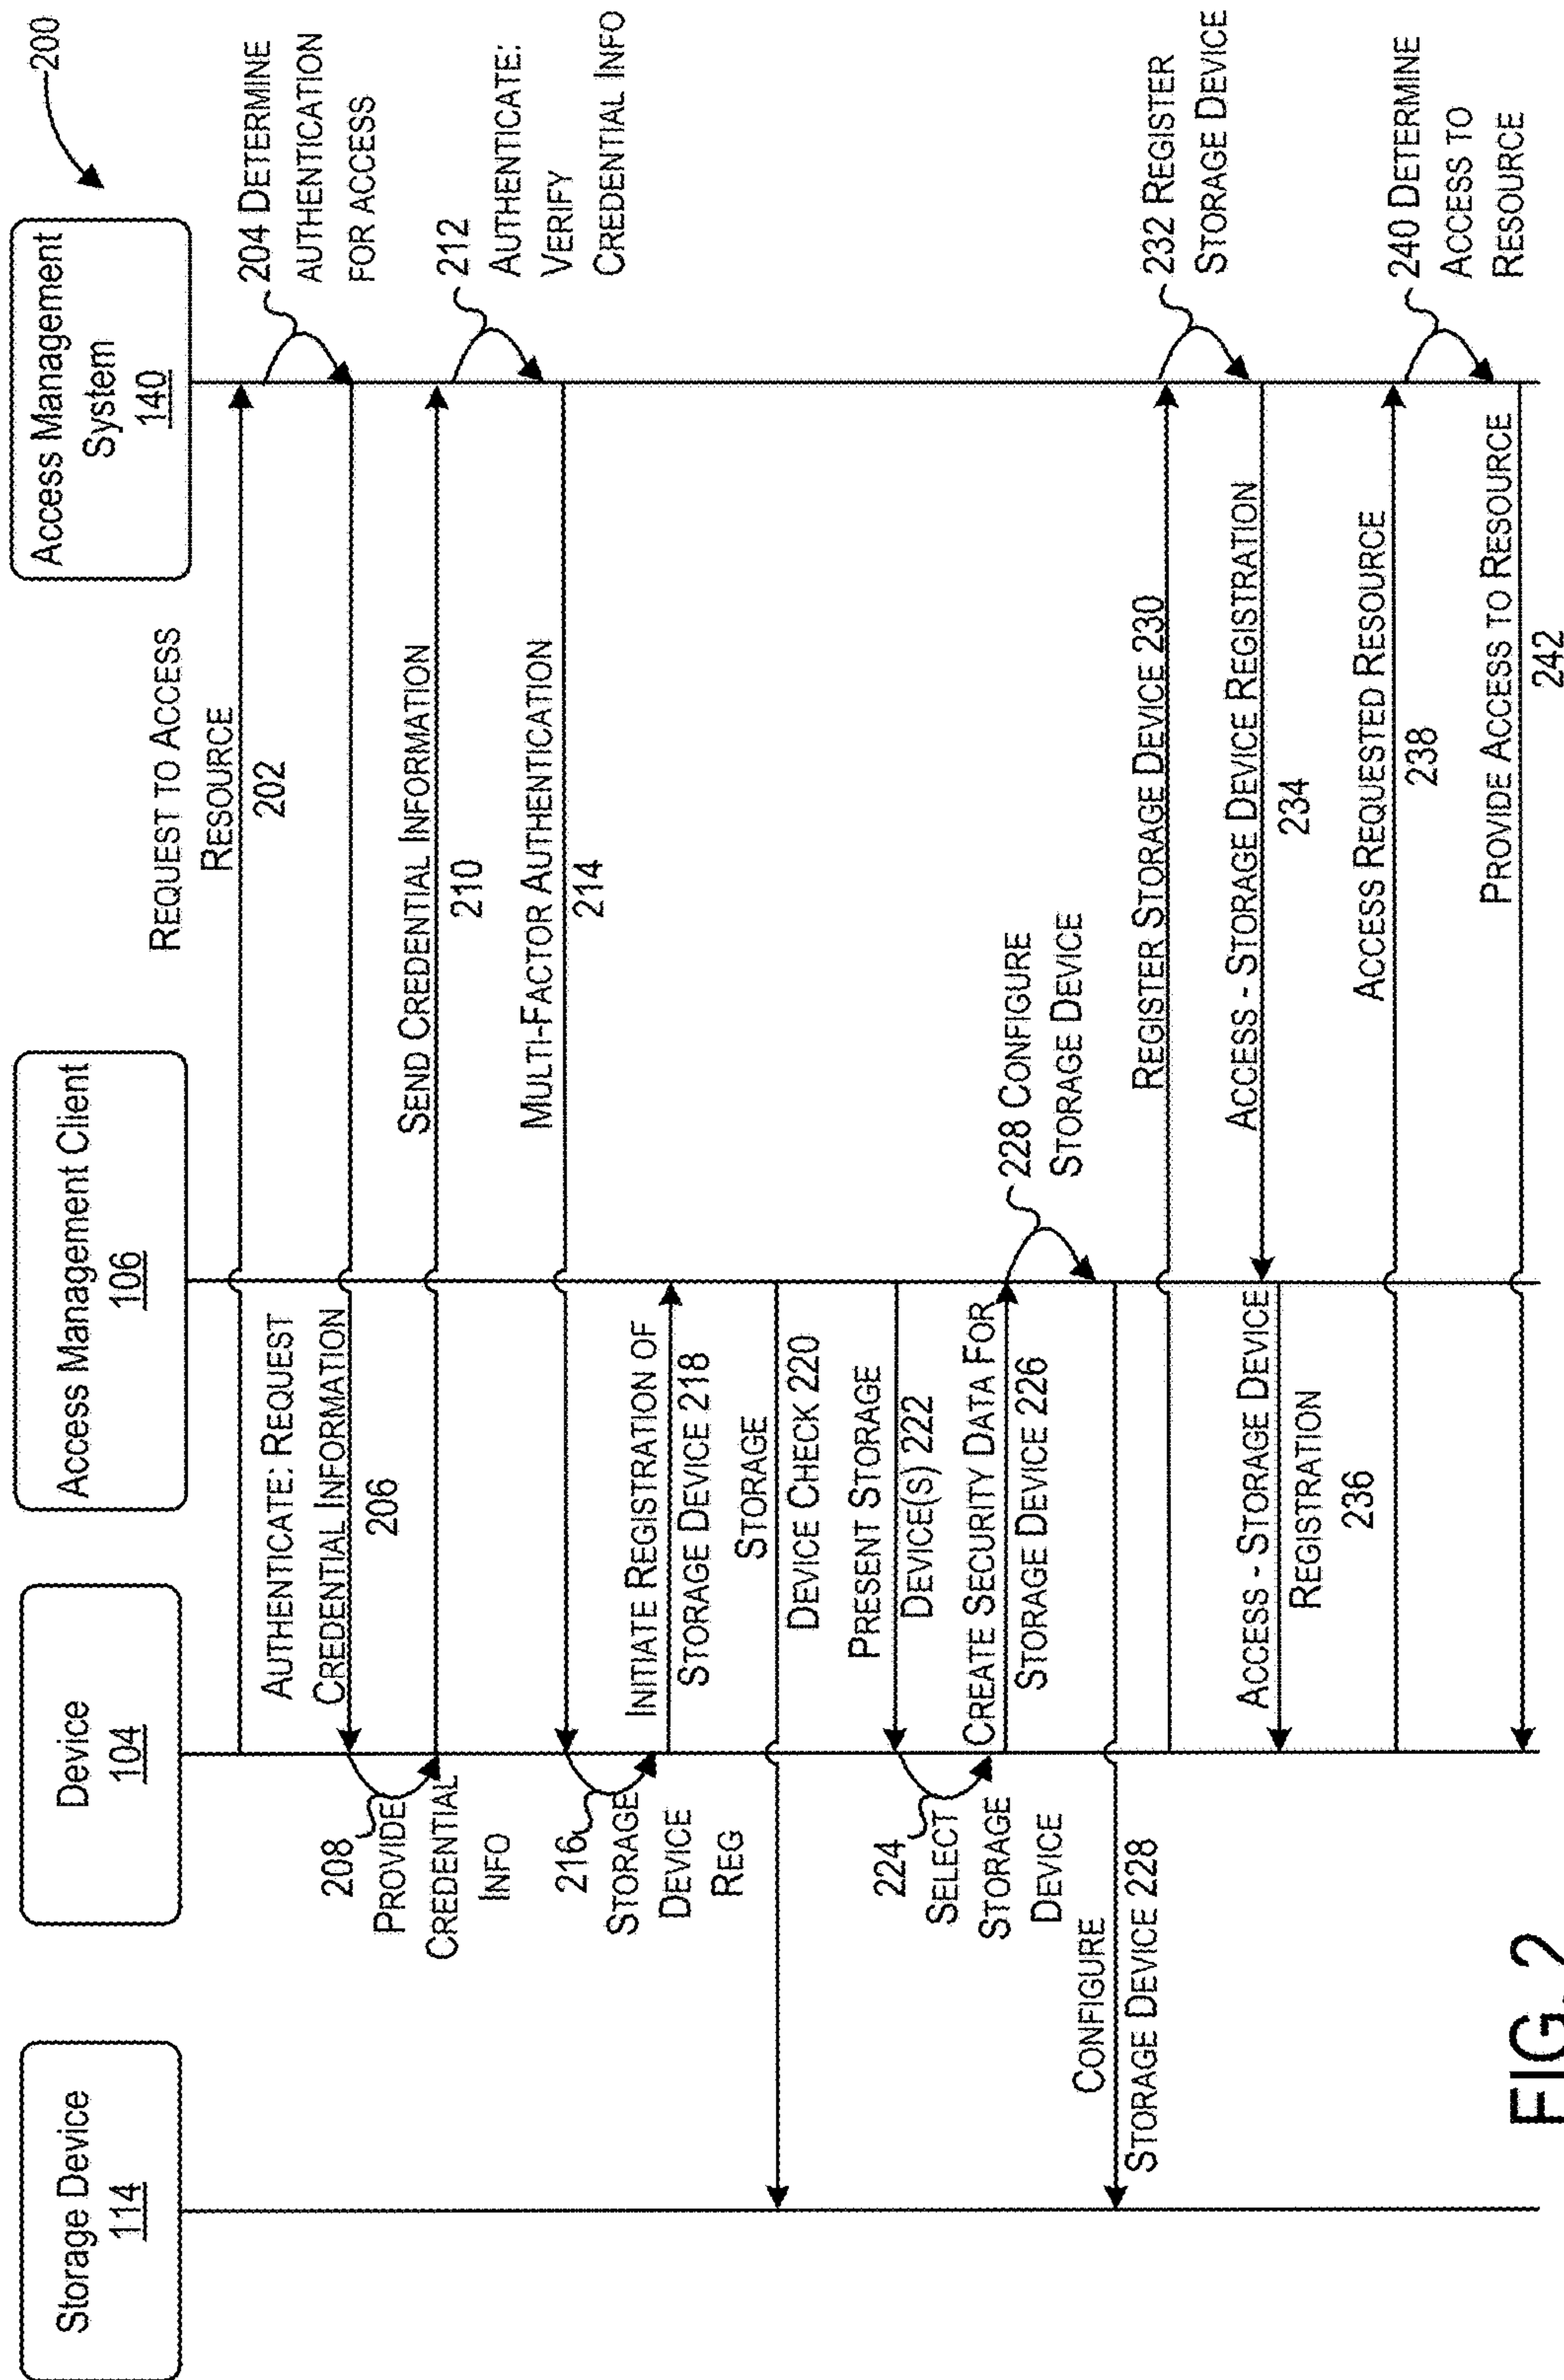 200
Storage Device
114
Device
104
Access Management Client
106
Access Management
System
140
REQUEST TO ACCESS
RESOURCE
202
204 DETERMINE
AUTHENTICATION
FOR ACCESS
AUTHENTICATE: REQUEST
CREDENTIAL INFORMATION
206
208
PROVIDE
CREDENTIAL
INFO
SEND CREDENTIAL INFORMATION
210
212
AUTHENTICATE:
VERIFY
CREDENTIAL INFO
MULTI-FACTOR AUTHENTICATION
214
216
STORAGE
DEVICE
REG
INITIATE REGISTRATION OF
STORAGE DEVICE 218
STORAGE
DEVICE CHECK 220
PRESENT STORAGE
DEVICE(S) 222
224
SELECT
STORAGE
DEVICE
CREATE SECURITY DATA FOR
STORAGE DEVICE 226
228 CONFIGURE
STORAGE DEVICE
CONFIGURE
STORAGE DEVICE 228
REGISTER STORAGE DEVICE 230
232 REGISTER
STORAGE DEVICE
ACCESS - STORAGE DEVICE REGISTRATION
234
ACCESS - STORAGE DEVICE
REGISTRATION
236
ACCESS REQUESTED RESOURCE
238
240 DETERMINE
ACCESS TO
RESOURCE
PROVIDE ACCESS TO RESOURCE
242
FIG. 2